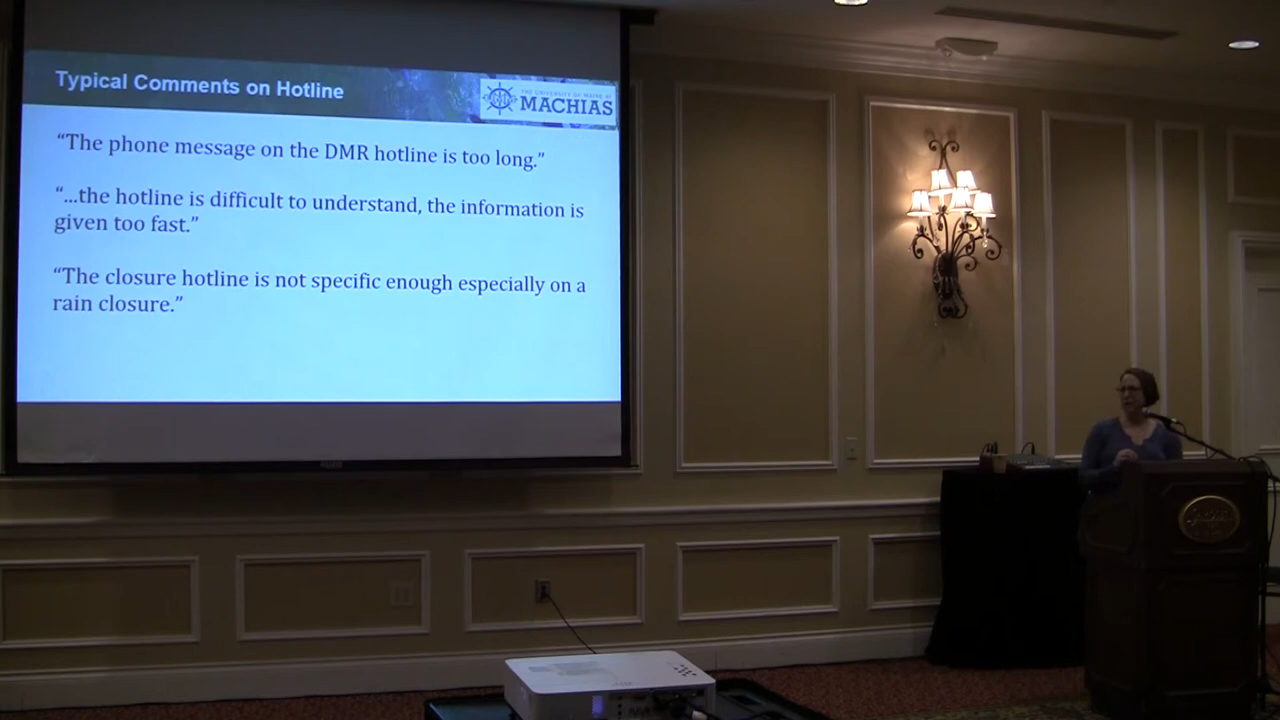 Typical Comments on Hotline
THE UNIVERSITY OF MAINE AT
MACHIAS
“The phone message on the DMR hotline is too long.”
“...the hotline is difficult to understand, the information is
given too fast.”
“The closure hotline is not specific enough especially on a
rain closure.”